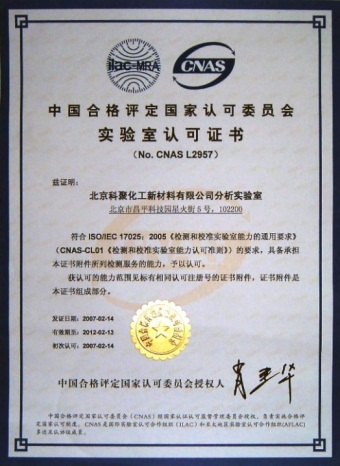 ilac-MRA
CNAS
中国合格评定国家认可委员会
实验室认可证书
(No. CNAS L2957)
兹证明:
北京科聚化工新材料有限公司分析实验室
北京市昌平科技园星火街5号, 102200
符合 ISO/IEC 17025: 2005《检测和校准实验室能力的通用要求》
(CNAS-CL01《检测和校准实验室能力认可准则》)的要求, 具备承担
本证书附件所列检测服务的能力, 予以认可。
获认可的能力范围见标有相同认可注册号的证书附件, 证书附件是
本证书组成部分。
发证日期: 2007-02-14
有效期至: 2012-02-13
初次认可: 2007-02-14
中国合格评定国家认可委员会授权人
中国合格评定国家认可委员会(CNAS)经国家认证认可监督管理委员会授权, 负责实施合格评定
国家认可制度。CNAS是国际实验室认可合作组织(ILAC)和亚太地区实验室认可合作组织(APLAC)
多边互认协议成员。